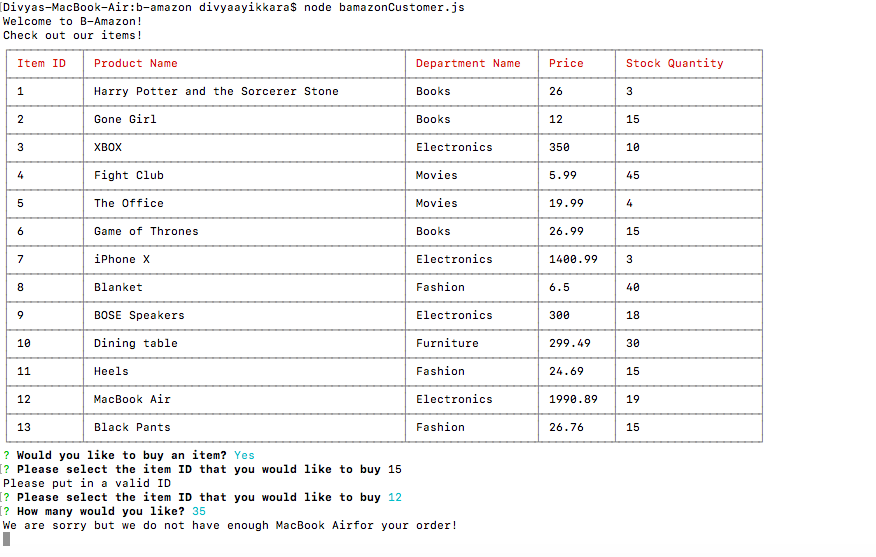 Divyas-MacBook-Air:b-amazon divyaayikkara$ node bamazonCustomer.js
Welcome to B-Amazon!
Check out our items!
Item ID Product Name Department Name Price Stock Quantity
1 Harry Potter and the Sorcerer Stone Books 26 3
2 Gone Girl Books 12 15
3 XBOX Electronics 350 10
4 Fight Club Movies 5.99 45
5 The Office Movies 19.99 4
6 Game of Thrones Books 26.99 15
7 iPhone X Electronics 1400.99 3
8 Blanket Fashion 6.5 40
9 BOSE Speakers Electronics 300 18
10 Dining table Furniture 299.49 30
11 Heels Fashion 24.69 15
12 MacBook Air Electronics 1990.89 19
13 Black Pants Fashion 26.76 15
? Would you like to buy an item? Yes
[? Please select the item ID that you would like to buy 15
Please put in a valid ID
[? Please select the item ID that you would like to buy 12
[? How many would you like? 35
We are sorry but we do not have enough MacBook Airfor your order!